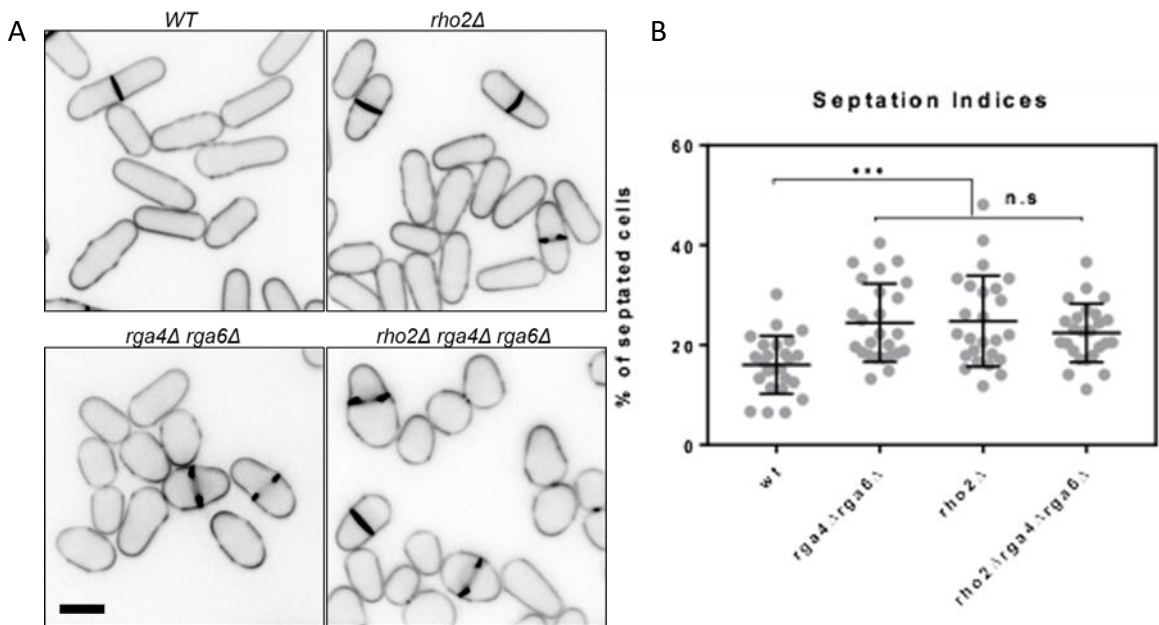 A
B
WT
rho2Δ
rga4Δ rga6Δ
rho2Δ rga4Δ rga6Δ
Septation Indices
% of septated cells
60
40
20
0
***
n.s
wt
rga4Δrga6Δ
rho2Δ
rho2Δrga4Δrga6Δ